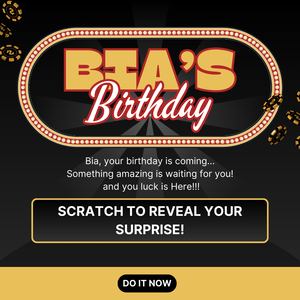 BIA'S
Birthday
Bia, your birthday is coming...
Something amazing is waiting for you!
and you luck is Here!!!
SCRATCH TO REVEAL YOUR
SURPRISE!
DO IT NOW